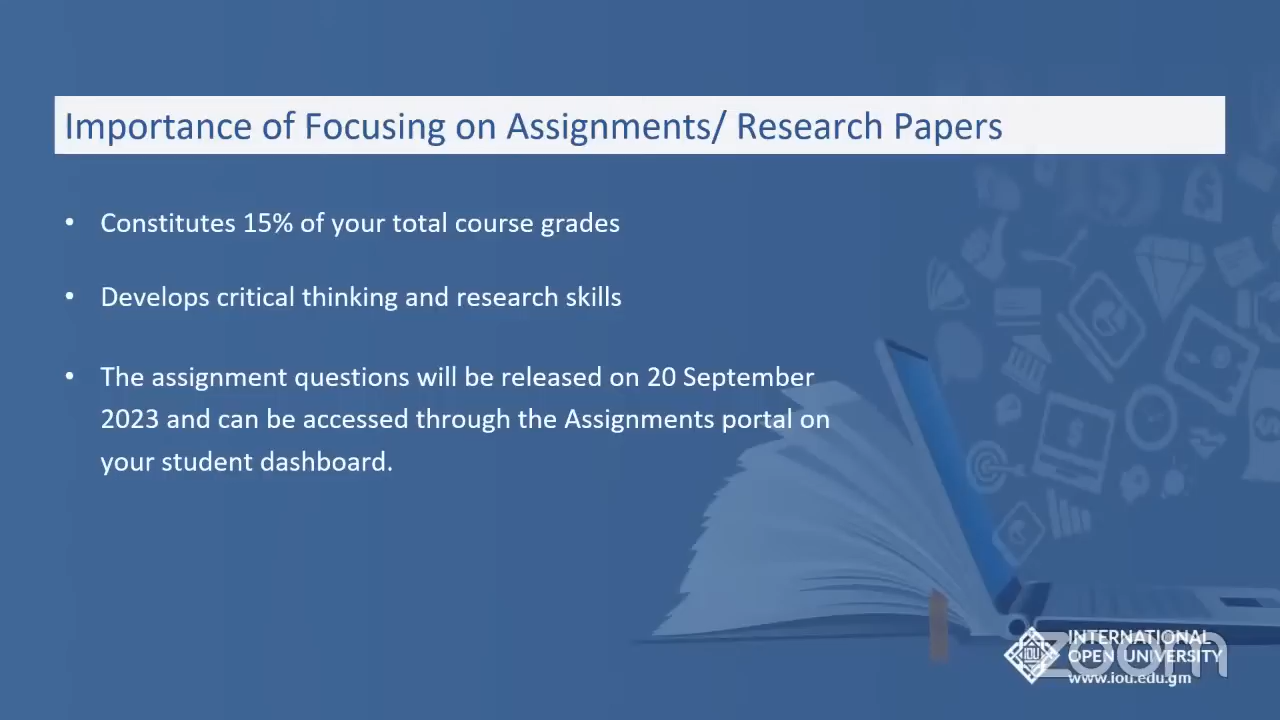 Importance of Focusing on Assignments/ Research Papers
• Constitutes 15% of your total course grades
• Develops critical thinking and research skills
• The assignment questions will be released on 20 September
2023 and can be accessed through the Assignments portal on
your student dashboard.
IOU
INTERNATIONAL
OPEN UNIVERSITY
zoom
www.iou.edu.gm